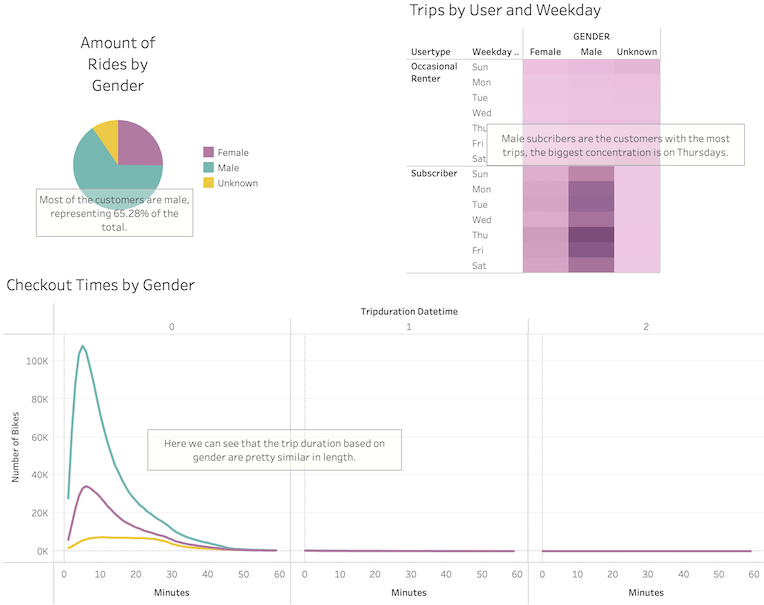 Trips by User and Weekday
Amount of
Rides by
Gender
GENDER
Usertype Weekday .. Female Male Unknown
Occasional
Renter
Sun
Mon
Tue
Wed
Thu
Fri
Sat
Male subcribers are the customers with the most
trips, the biggest concentration is on Thursdays.
Subscriber
Sun
Mon
Tue
Wed
Thu
Fri
Sat
Female
Male
Unknown
Most of the customers are male,
representing 65.28% of the
total.
Checkout Times by Gender
Tripduration Datetime
0 1 2
Number of Bikes
100K
80K
60K
40K
20K
0K
Here we can see that the trip duration based on
gender are pretty similar in length.
0 10 20 30 40 50 60 0 10 20 30 40 50 60 0 10 20 30 40 50 60
Minutes Minutes Minutes